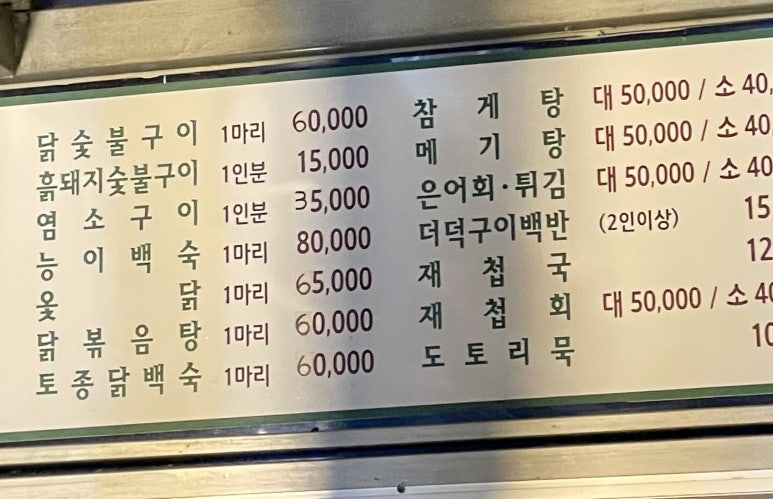 닭숯불구이 1마리 60,000
흙돼지숯불구이 1인분 15,000
염소구이 1인분 35,000
능이백숙 1마리 80,000
옻닭 1마리 65,000
닭볶음탕 1마리 60,000
토종닭백숙 1마리 60,000
참게탕 대 50,000 / 소 40,
메기탕 대 50,000 / 소 40
은어회·튀김 대 50,000 / 소 40
더덕구이백반 (2인이상) 15
재첩국 12
재첩회 대 50,000 / 소 40
도토리묵 10